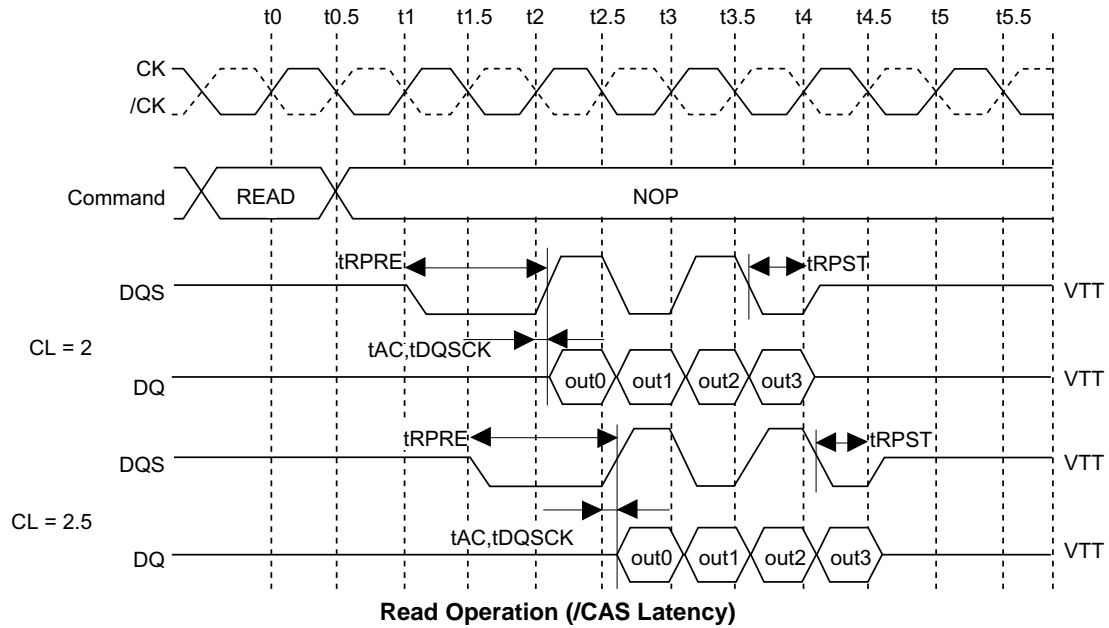 t0 t0.5 t1 t1.5 t2 t2.5 t3 t3.5 t4 t4.5 t5 t5.5
CK
/CK
Command READ NOP
tRPRE tRPST
DQS VTT
CL = 2
tAC,tDQSCK
DQ out0 out1 out2 out3 VTT
tRPRE tRPST
DQS VTT
CL = 2.5
tAC,tDQSCK
DQ out0 out1 out2 out3 VTT
Read Operation (/CAS Latency)